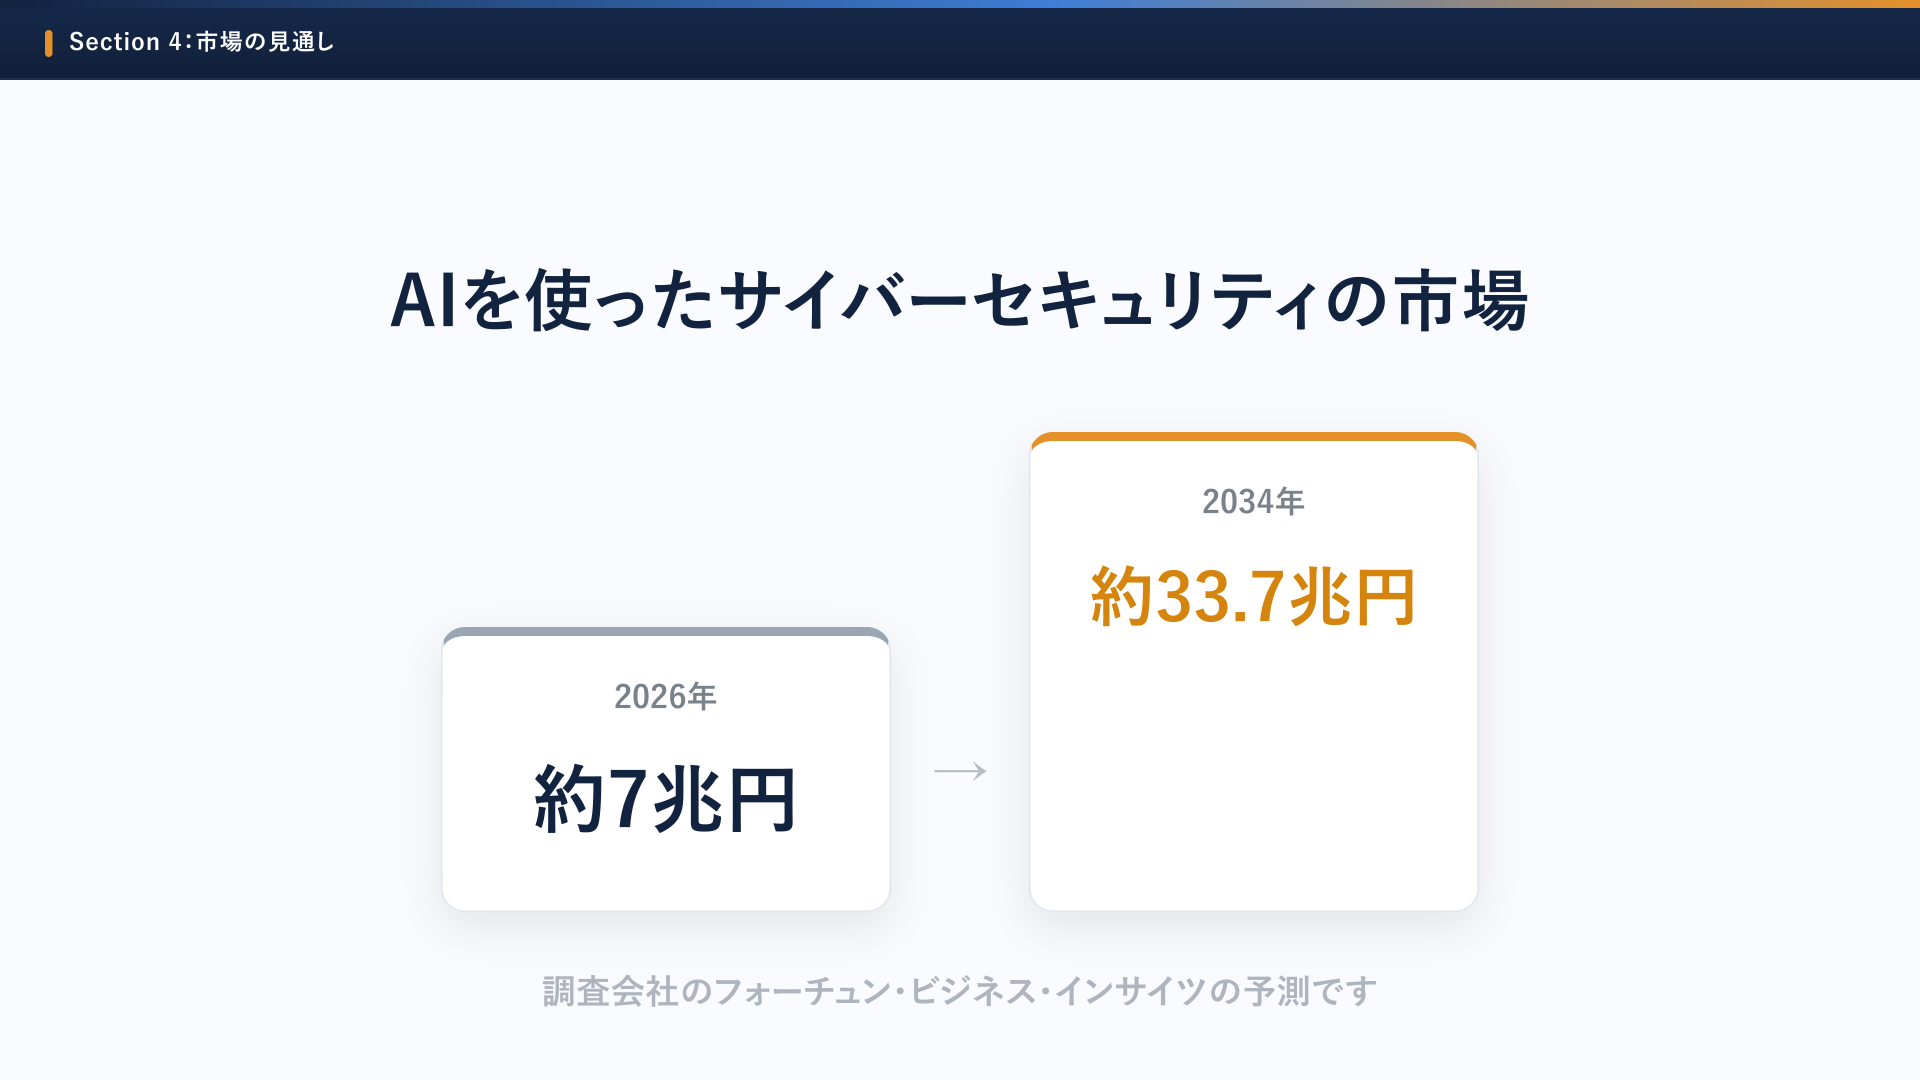 Section 4：市場の見通し
AIを使ったサイバーセキュリティの市場
2026年
約7兆円
→
2034年
約33.7兆円
調査会社のフォーチュン・ビジネス・インサイツの予測です